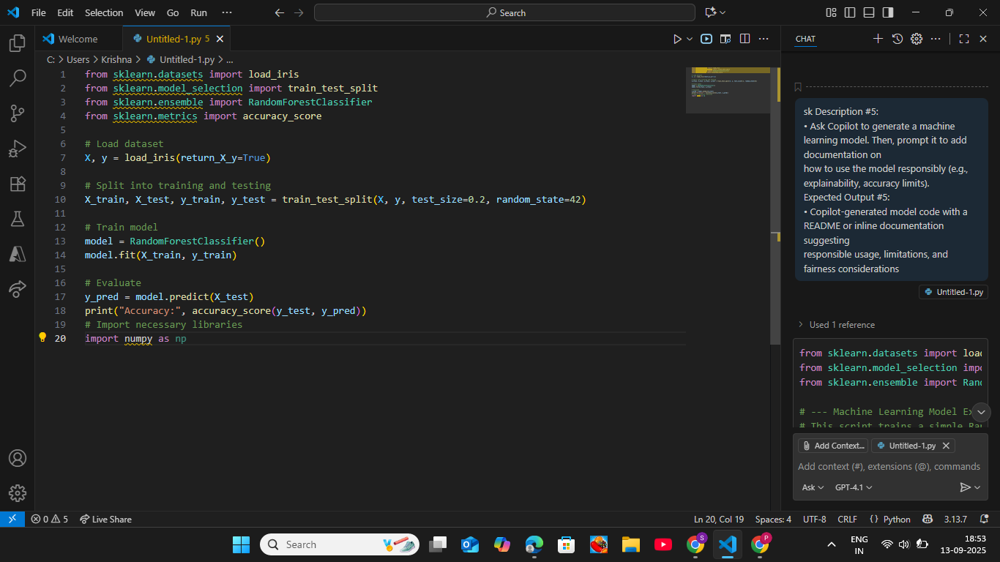 File Edit Selection View Go Run ··· Search
Welcome Untitled-1.py 5
C: > Users > Krishna > Untitled-1.py > ...
1 from sklearn.datasets import load_iris
2 from sklearn.model_selection import train_test_split
3 from sklearn.ensemble import RandomForestClassifier
4 from sklearn.metrics import accuracy_score
5
6 # Load dataset
7 X, y = load_iris(return_X_y=True)
8
9 # Split into training and testing
10 X_train, X_test, y_train, y_test = train_test_split(X, y, test_size=0.2, random_state=42)
11
12 # Train model
13 model = RandomForestClassifier()
14 model.fit(X_train, y_train)
15
16 # Evaluate
17 y_pred = model.predict(X_test)
18 print("Accuracy:", accuracy_score(y_test, y_pred))
19 # Import necessary libraries
20 import numpy as np
CHAT
sk Description #5:
• Ask Copilot to generate a machine
learning model. Then, prompt it to add
documentation on
how to use the model responsibly (e.g.,
explainability, accuracy limits).
Expected Output #5:
• Copilot-generated model code with a
README or inline documentation
suggesting
responsible usage, limitations, and
fairness considerations
Untitled-1.py
> Used 1 reference
from sklearn.datasets import load
from sklearn.model_selection impo
from sklearn.ensemble import Rand
# --- Machine Learning Model Ex
# This script trains a simple Ra
Add Context... Untitled-1.py
Add context (#), extensions (@), commands
Ask GPT-4.1
0 5 Live Share Ln 20, Col 19 Spaces: 4 UTF-8 CRLF {} Python 3.13.7
Search
S
P
ENG
IN
18:53
13-09-2025